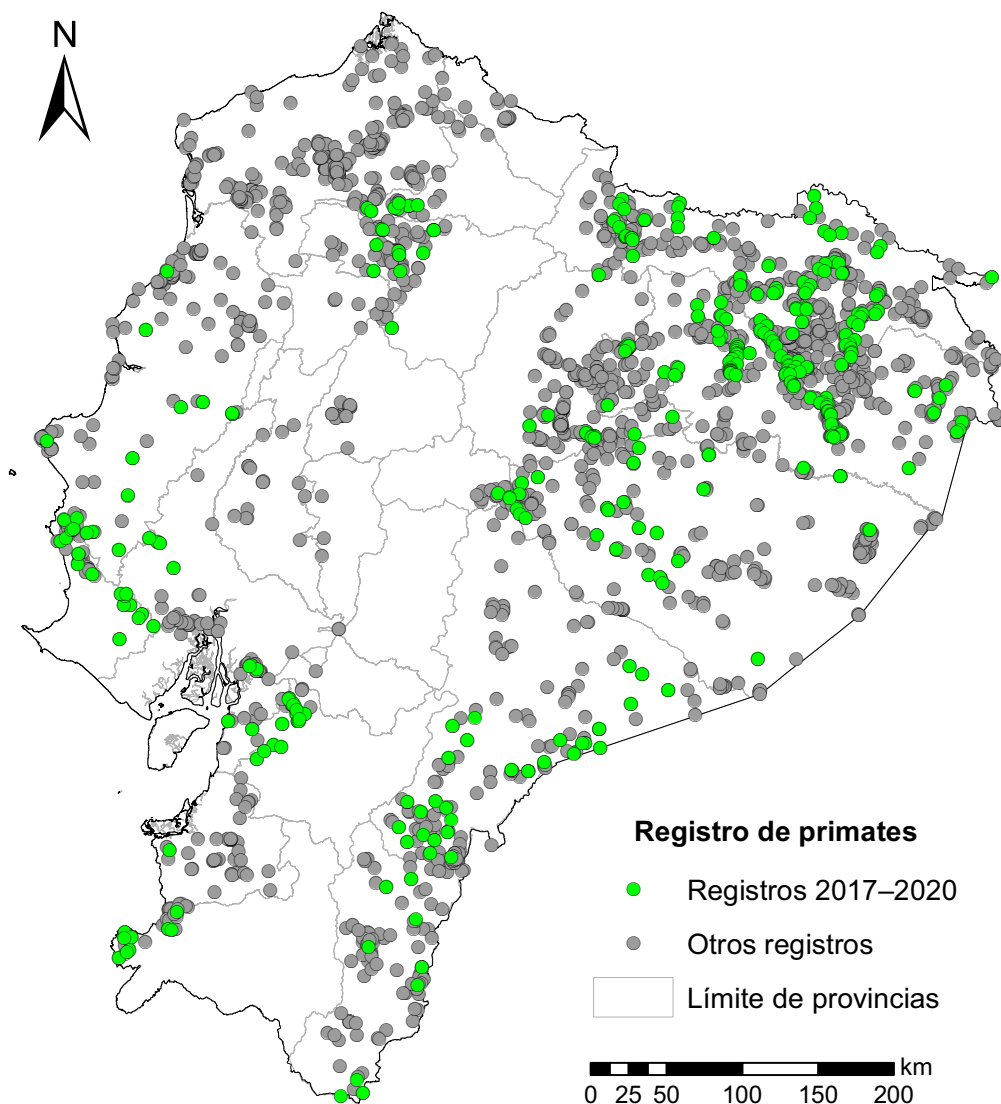 N
Registro de primates
Registros 2017–2020
Otros registros
Límite de provincias
km
0 25 50 100 150 200